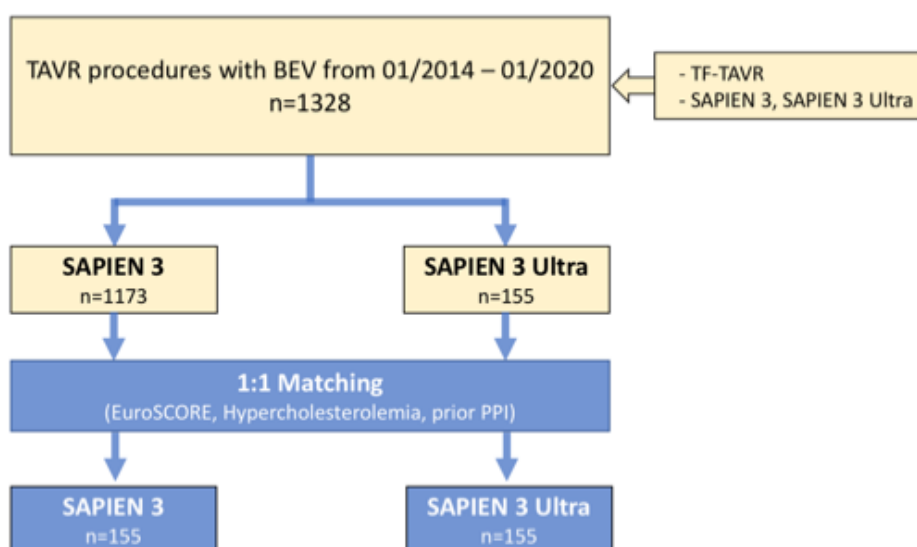 TAVR procedures with BEV from 01/2014 – 01/2020
n=1328
- TF-TAVR
- SAPIEN 3, SAPIEN 3 Ultra
SAPIEN 3
n=1173
SAPIEN 3 Ultra
n=155
1:1 Matching
(EuroSCORE, Hypercholesterolemia, prior PPI)
SAPIEN 3
n=155
SAPIEN 3 Ultra
n=155